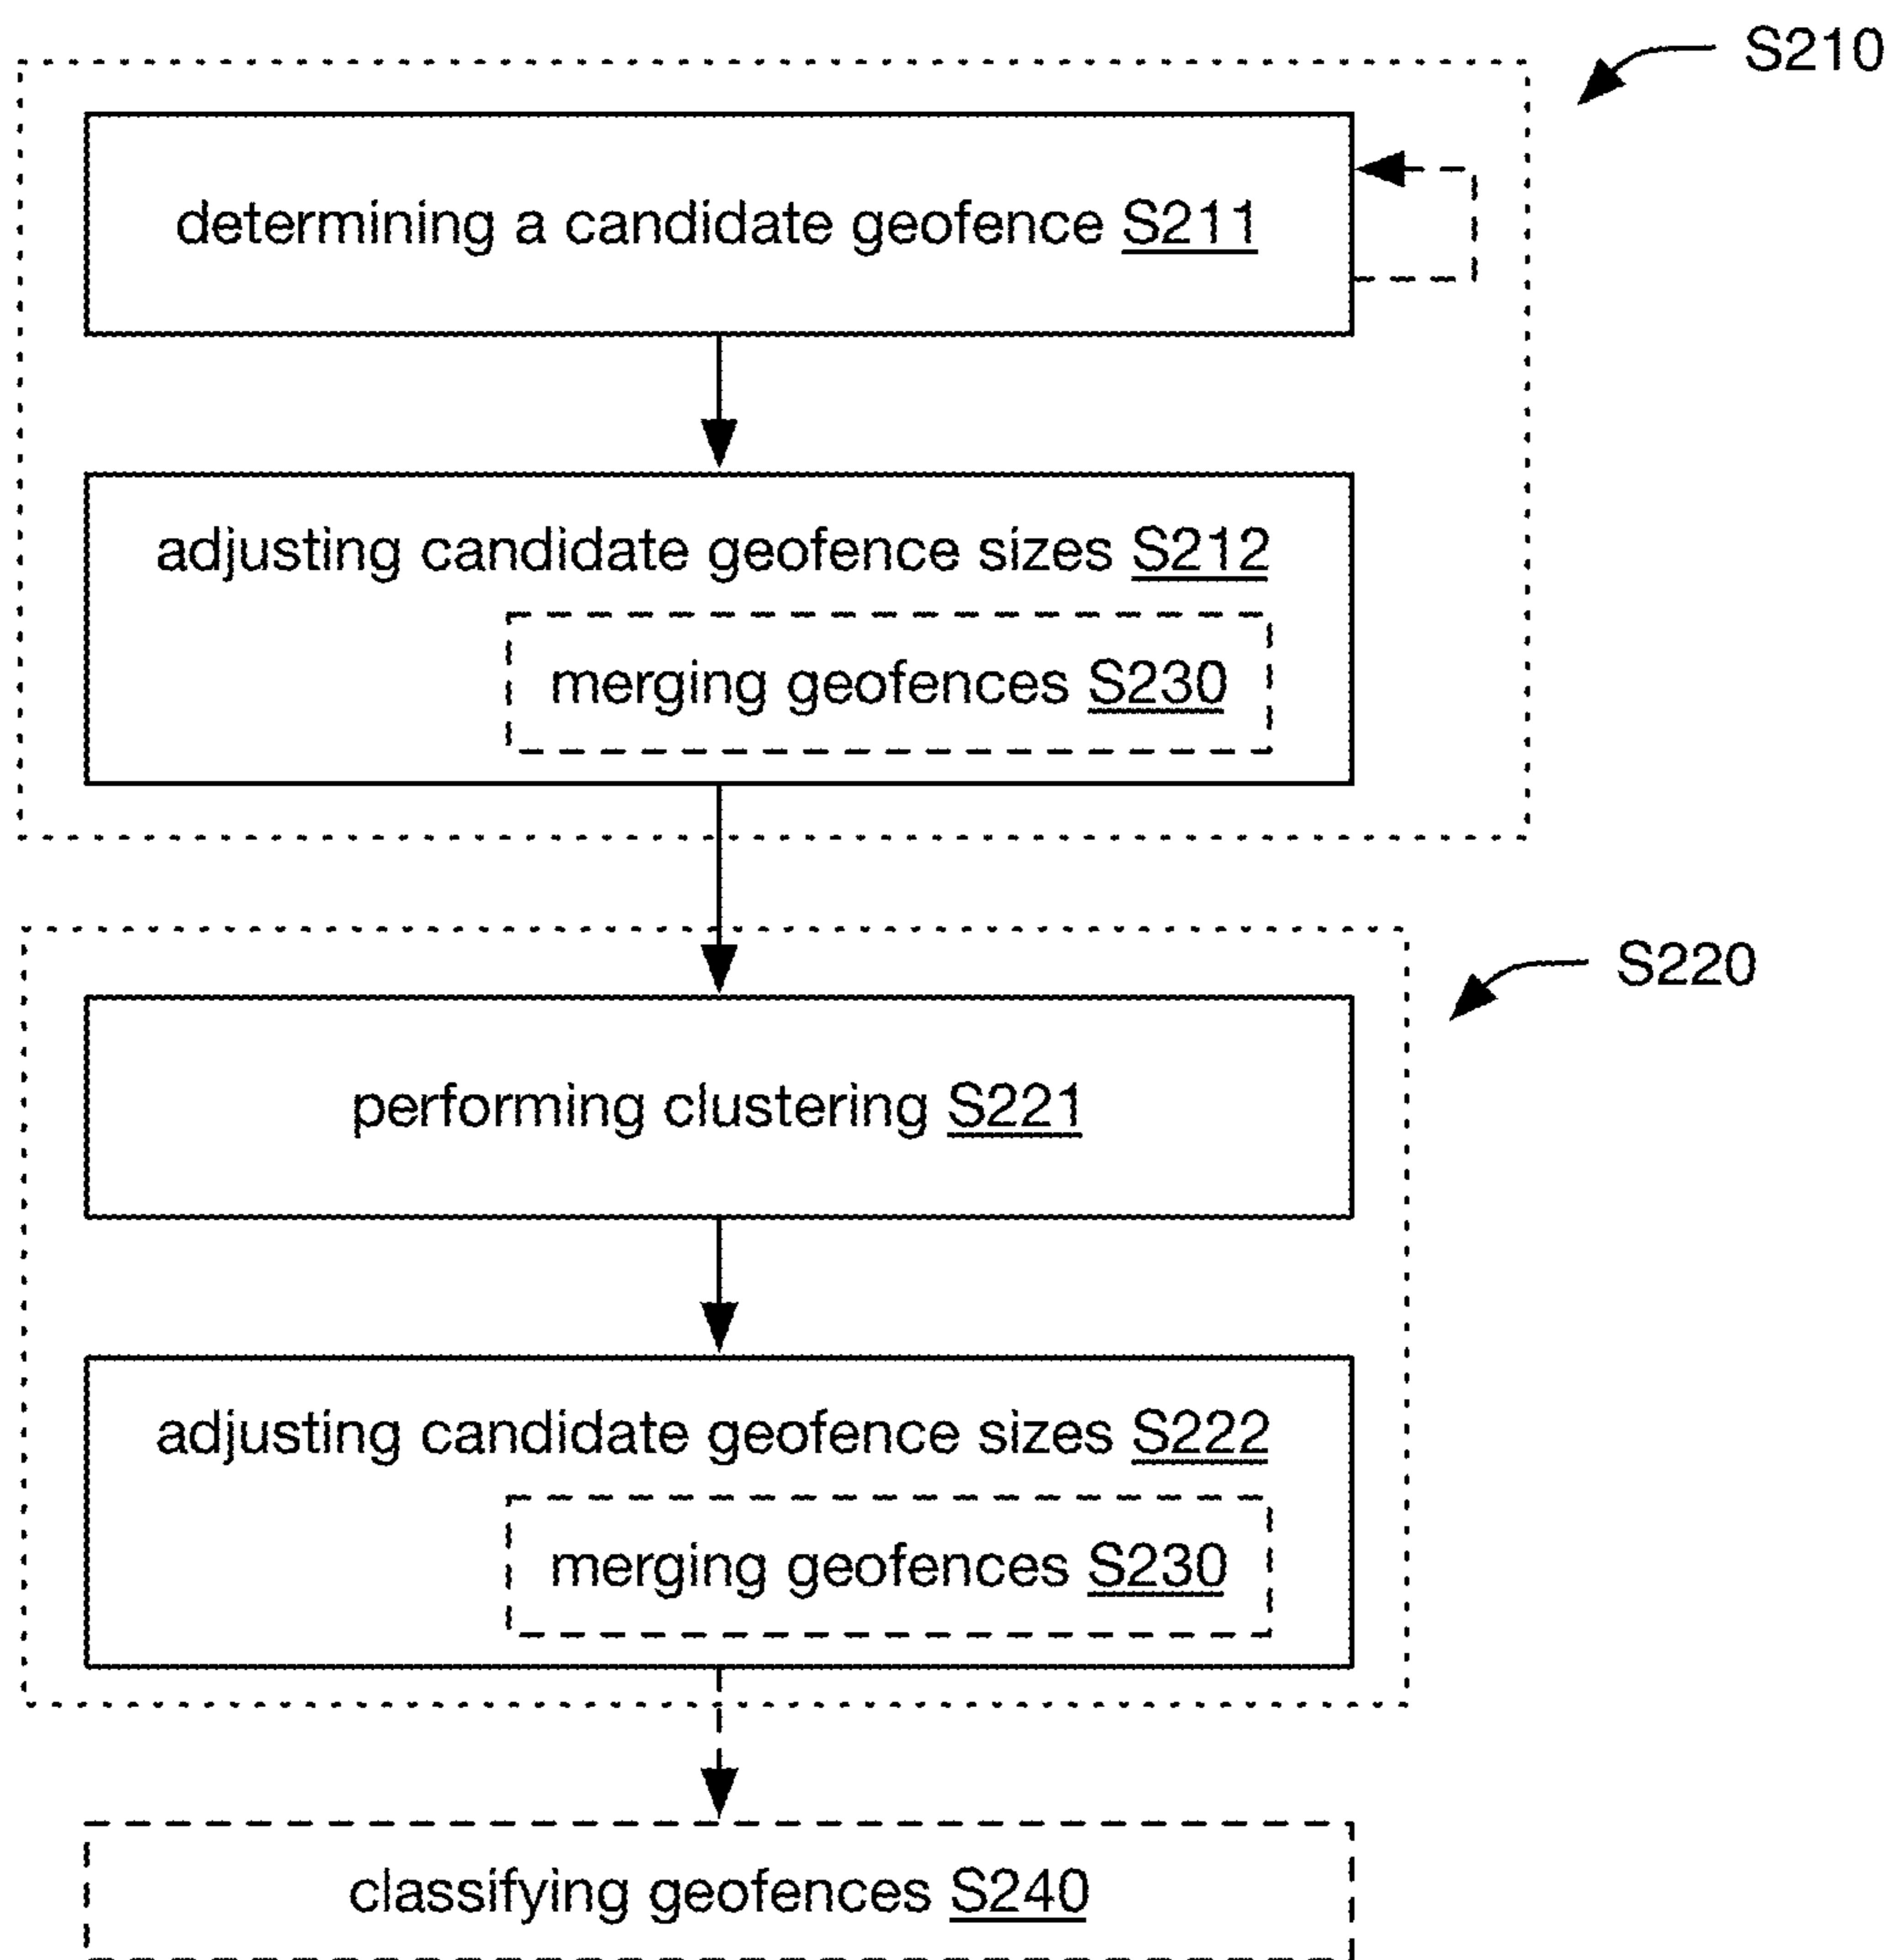 S210
determining a candidate geofence S211
adjusting candidate geofence sizes S212
merging geofences S230
S220
performing clustering S221
adjusting candidate geofence sizes S222
merging geofences S230
classifying geofences S240